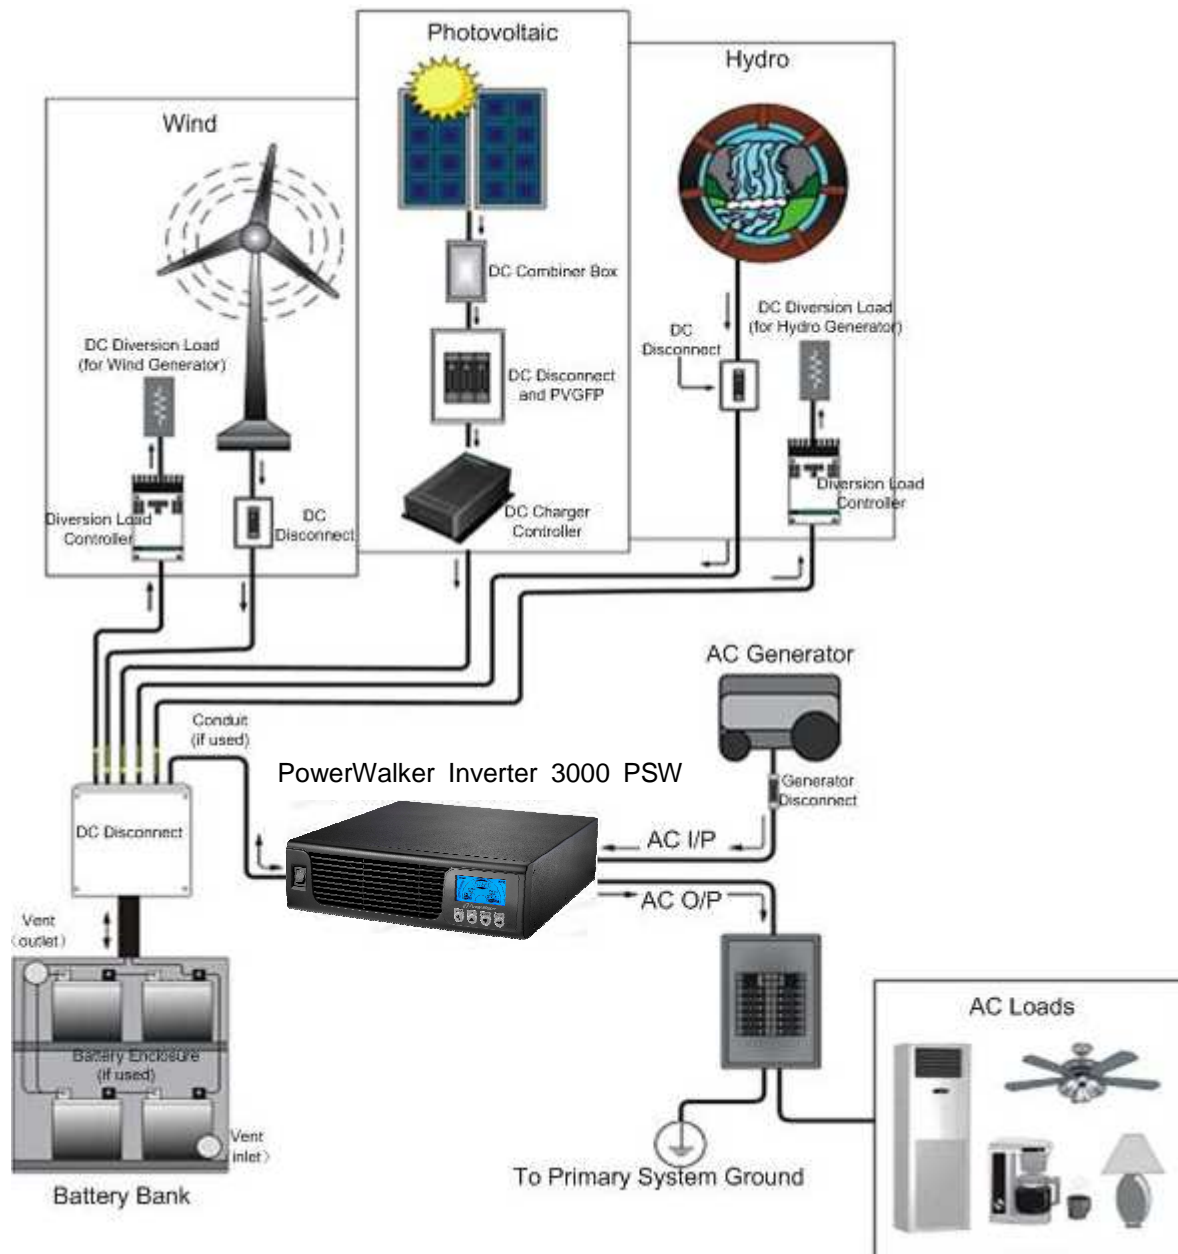 Photovoltaic
Hydro
Wind
DC Combiner Box
DC Diversion Load
(for Hydro Generator)
DC
Disconnect
DC Diversion Load
(for Wind Generator)
DC Disconnect
and PVGFP
Diversion Load
Controller
DC Charger
Controller
Diversion Load
Controller
DC
Disconnect
AC Generator
Conduit
(if used)
PowerWalker Inverter 3000 PSW
Generator
Disconnect
DC Disconnect
AC I/P
AC O/P
Vent
(outlet)
Battery Enclosure
(if used)
Vent
inlet)
Battery Bank
AC Loads
To Primary System Ground